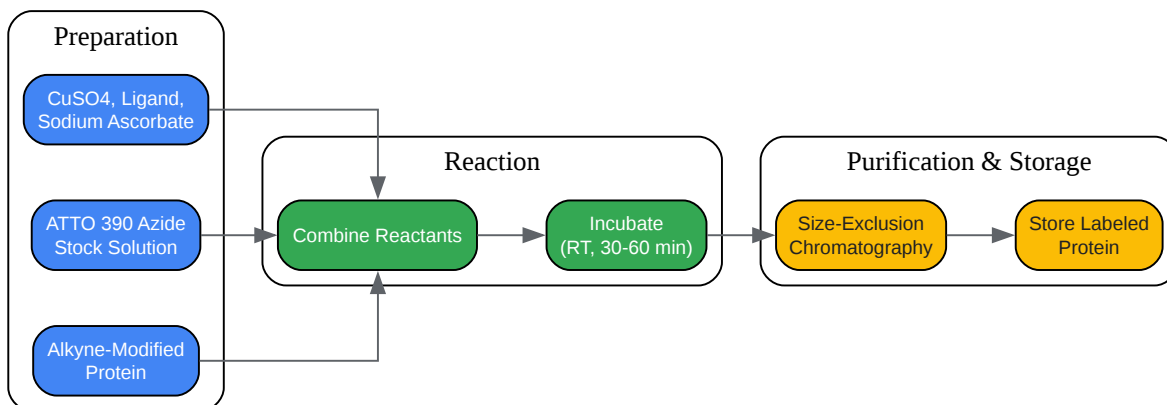 Preparation
CuSO4, Ligand,
Sodium Ascorbate
ATTO 390 Azide
Stock Solution
Alkyne-Modified
Protein
Reaction
Combine Reactants
Incubate
(RT, 30-60 min)
Purification & Storage
Size-Exclusion
Chromatography
Store Labeled
Protein